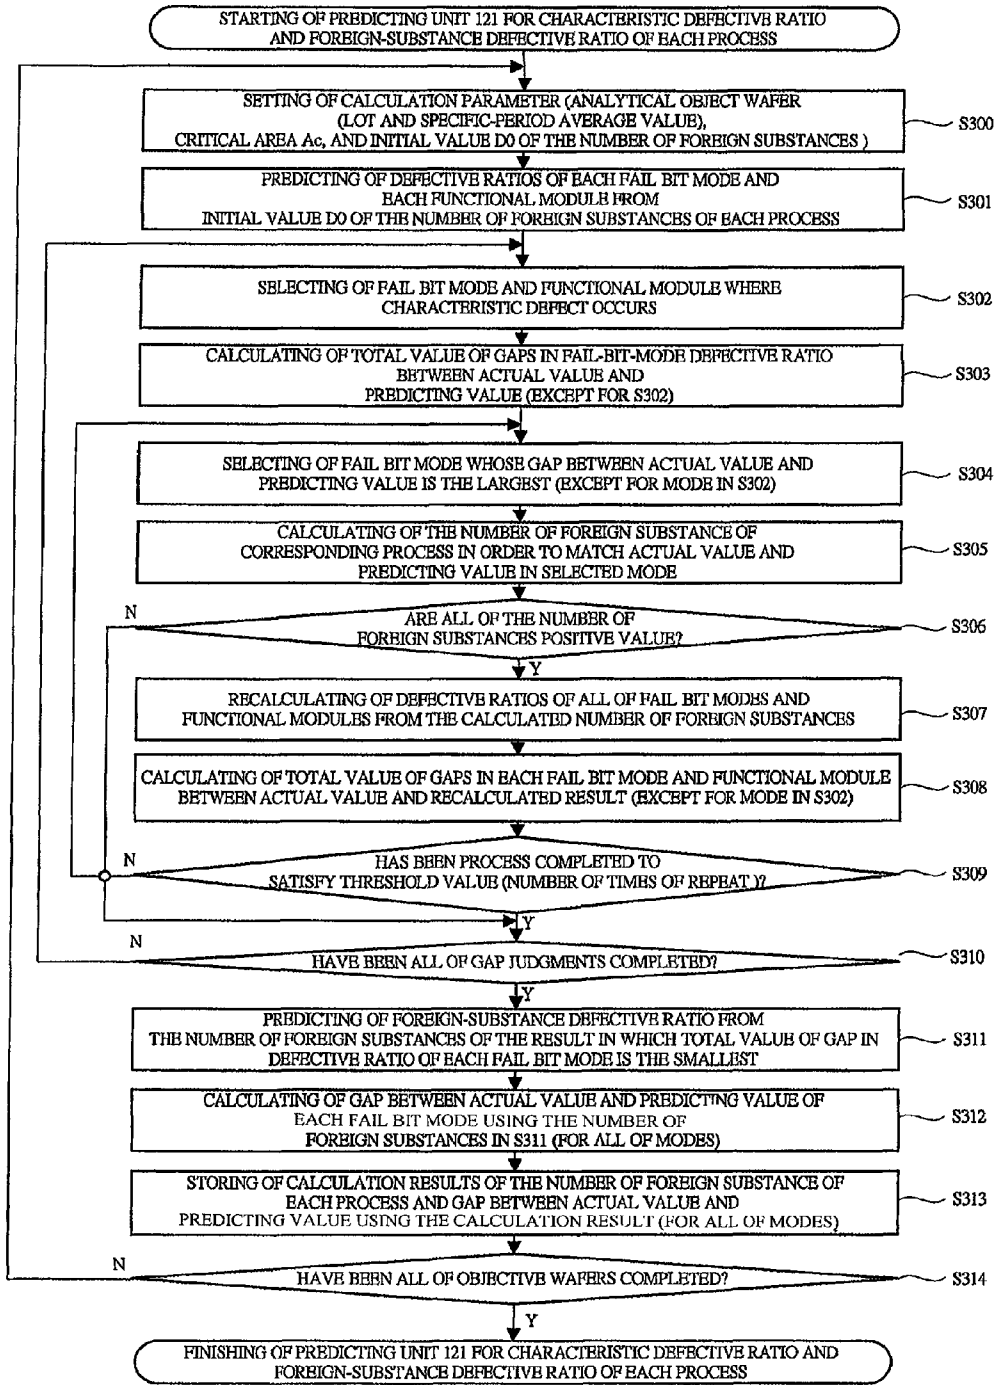 STARTING OF PREDICTING UNIT 121 FOR CHARACTERISTIC DEFECTIVE RATIO
AND FOREIGN-SUBSTANCE DEFECTIVE RATIO OF EACH PROCESS
SETTING OF CALCULATION PARAMETER (ANALYTICAL OBJECT WAFER
(LOT AND SPECIFIC-PERIOD AVERAGE VALUE),
CRITICAL AREA Ac, AND INITIAL VALUE D0 OF THE NUMBER OF FOREIGN SUBSTANCES )
S300
PREDICTING OF DEFECTIVE RATIOS OF EACH FAIL BIT MODE AND
EACH FUNCTIONAL MODULE FROM
INITIAL VALUE D0 OF THE NUMBER OF FOREIGN SUBSTANCES OF EACH PROCESS
S301
SELECTING OF FAIL BIT MODE AND FUNCTIONAL MODULE WHERE
CHARACTERISTIC DEFECT OCCURS
S302
CALCULATING OF TOTAL VALUE OF GAPS IN FAIL-BIT-MODE DEFECTIVE RATIO
BETWEEN ACTUAL VALUE AND
PREDICTING VALUE (EXCEPT FOR S302)
S303
SELECTING OF FAIL BIT MODE WHOSE GAP BETWEEN ACTUAL VALUE AND
PREDICTING VALUE IS THE LARGEST (EXCEPT FOR MODE IN S302)
S304
CALCULATING OF THE NUMBER OF FOREIGN SUBSTANCE OF
CORRESPONDING PROCESS IN ORDER TO MATCH ACTUAL VALUE AND
PREDICTING VALUE IN SELECTED MODE
S305
N
ARE ALL OF THE NUMBER OF
FOREIGN SUBSTANCES POSITIVE VALUE?
S306
Y
RECALCULATING OF DEFECTIVE RATIOS OF ALL OF FAIL BIT MODES AND
FUNCTIONAL MODULES FROM THE CALCULATED NUMBER OF FOREIGN SUBSTANCES
S307
CALCULATING OF TOTAL VALUE OF GAPS IN EACH FAIL BIT MODE AND FUNCTIONAL MODULE
BETWEEN ACTUAL VALUE AND RECALCULATED RESULT (EXCEPT FOR MODE IN S302)
S308
N
HAS BEEN PROCESS COMPLETED TO
SATISFY THRESHOLD VALUE (NUMBER OF TIMES OF REPEAT )?
S309
Y
N
HAVE BEEN ALL OF GAP JUDGMENTS COMPLETED?
S310
Y
PREDICTING OF FOREIGN-SUBSTANCE DEFECTIVE RATIO FROM
THE NUMBER OF FOREIGN SUBSTANCES OF THE RESULT IN WHICH TOTAL VALUE OF GAP IN
DEFECTIVE RATIO OF EACH FAIL BIT MODE IS THE SMALLEST
S311
CALCULATING OF GAP BETWEEN ACTUAL VALUE AND PREDICTING VALUE OF
EACH FAIL BIT MODE USING THE NUMBER OF
FOREIGN SUBSTANCES IN S311 (FOR ALL OF MODES)
S312
STORING OF CALCULATION RESULTS OF THE NUMBER OF FOREIGN SUBSTANCE OF
EACH PROCESS AND GAP BETWEEN ACTUAL VALUE AND
PREDICTING VALUE USING THE CALCULATION RESULT (FOR ALL OF MODES)
S313
N
HAVE BEEN ALL OF OBJECTIVE WAFERS COMPLETED?
S314
Y
FINISHING OF PREDICTING UNIT 121 FOR CHARACTERISTIC DEFECTIVE RATIO AND
FOREIGN-SUBSTANCE DEFECTIVE RATIO OF EACH PROCESS